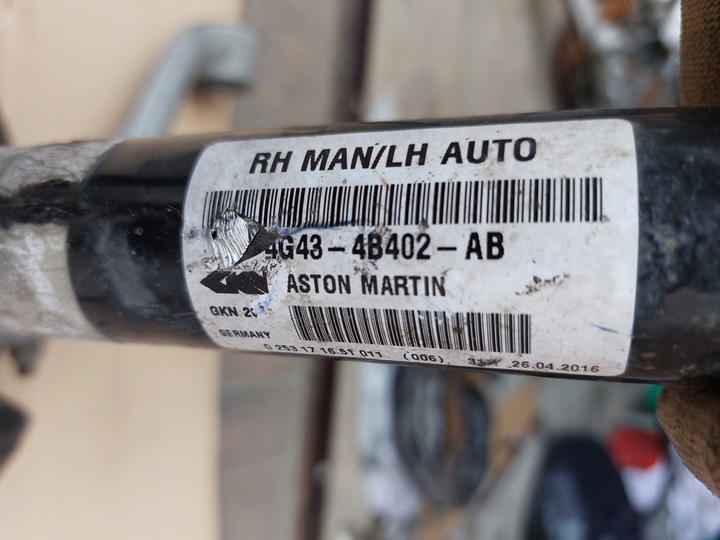 RH MAN/LH AUTO
4G43-4B402-AB
ASTON MARTIN
GKN
GERMANY
0 253 17 16 51 011 (006) 26.04.2016